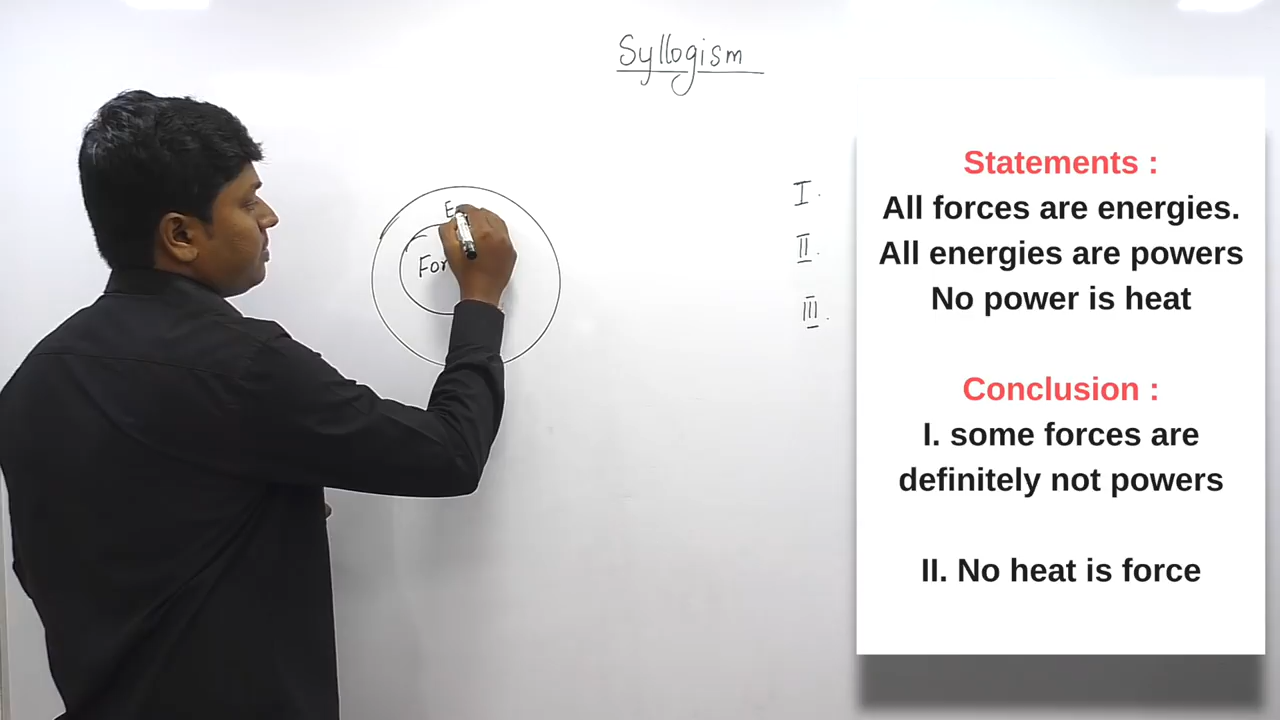 Syllogism
E
For
I.
II.
III.
Statements :
All forces are energies.
All energies are powers
No power is heat
Conclusion :
I. some forces are
definitely not powers
II. No heat is force